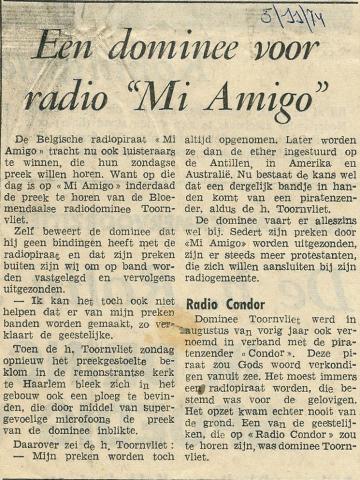 5/11/74
Een dominee voor
radio “Mi Amigo”
De Belgische radiopiraat «Mi
Amigo» tracht nu ook luisteraars
te winnen, die hun zondagse
preek willen horen. Want op die
dag is op «Mi Amigo» inderdaad
de preek te horen van de Bloe-
mendaalse radiodominee Toorn-
vliet.
Zelf beweert de dominee dat
hij geen bindingen heeft met de
radiopiraat en dat zijn preken
buiten zijn wij om op band wor-
den vastgelegd en vervolgens
uitgezonden.
— Ik kan het toch ook niet
helpen dat er van mijn preken
banden worden gemaakt, zo ver-
klaart de geestelijke.
Toen de h. Toornvliet zondag
opnieuw het preekgestoelte be-
klom in de remonstrantse kerk
te Haarlem bleek zich in het
gebouw ook een ploeg te bevin-
den, die door middel van super-
gevoelige microfoons de preek
van de dominee inblikte.
Daarover zei de h. Toornvliet :
— Mijn preken worden toch
altijd opgenomen. Later worden
ze dan de ether ingestuurd op
de Antillen, in Amerika en
Australië. Nu bestaat de kans wel
dat een dergelijk bandje in han-
den komt van een piratenzen-
der, aldus de h. Toornvliet.
De dominee vaart er alleszins
wel bij. Sedert zijn preken door
«Mi Amigo» worden uitgezonden,
zijn er steeds meer protestanten,
die zich willen aansluiten bij zijn
radiogemeente.
Radio Condor
Dominee Toornvliet werd in
augustus van vorig jaar ook ver-
noemd in verband met de pira-
tenzender «Condor». Deze pi-
raat zou Gods woord verkondi-
gen vanuit zee. Het moest immers
een radiopiraat worden, die be-
stemd was voor de gelovigen.
Het opzet kwam echter nooit van
de grond. Een van de geestelij-
ken, die op «Radio Condor» zou
te horen zijn, was dominee Toorn-
vliet.